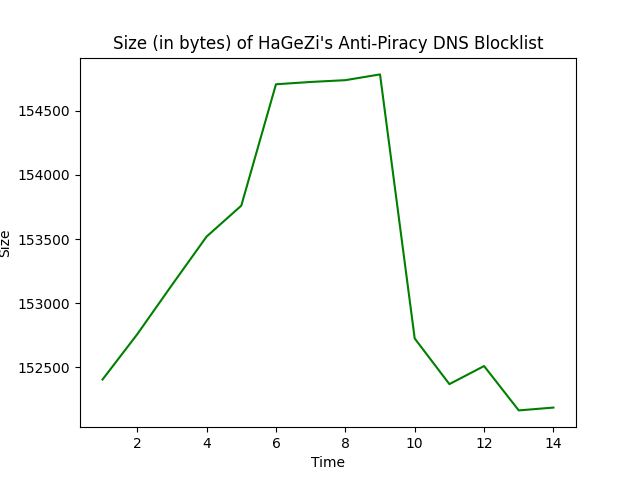 Size (in bytes) of HaGeZi's Anti-Piracy DNS Blocklist
154500
154000
153500
153000
152500
Size
2 4 6 8 10 12 14
Time